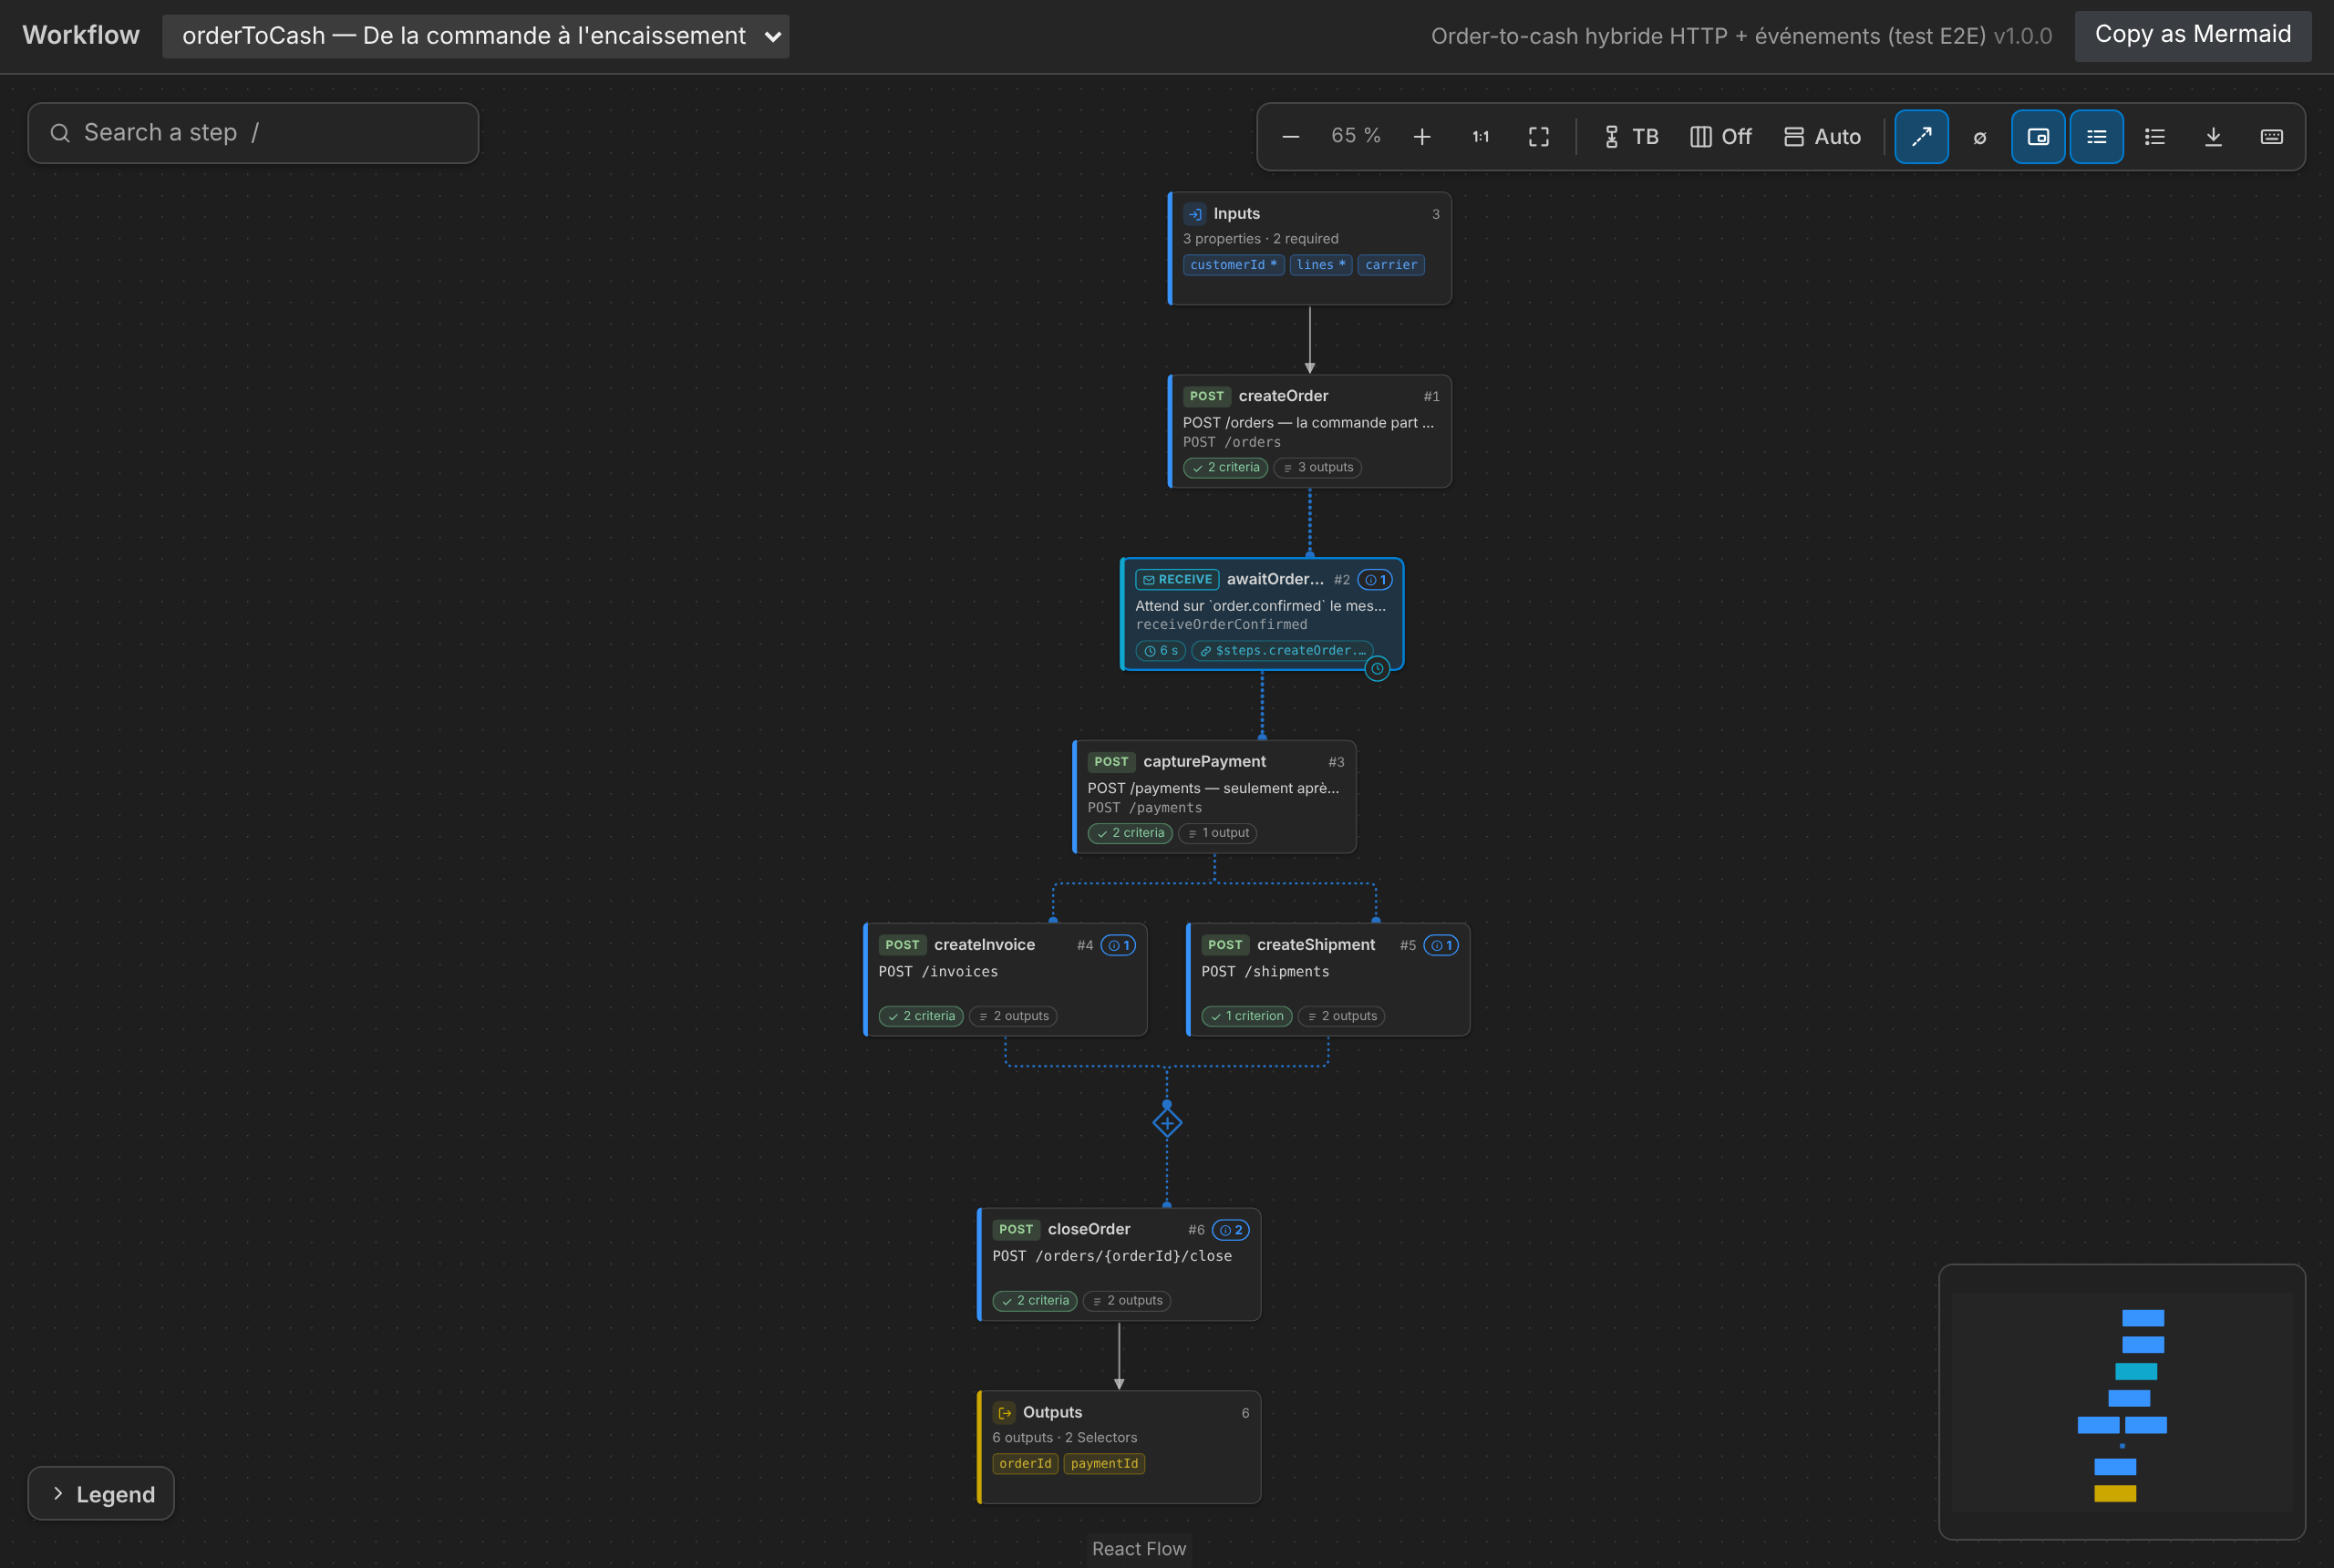 Workflow
orderToCash — De la commande à l'encaissement
Order-to-cash hybride HTTP + événements (test E2E) v1.0.0
Copy as Mermaid
Search a step /
65 %
1:1
TB
Off
Auto
Inputs 3
3 properties · 2 required
customerId * lines * carrier
POST createOrder #1
POST /orders — la commande part ...
POST /orders
2 criteria 3 outputs
RECEIVE awaitOrder... #2 1
Attend sur `order.confirmed` le mes...
receiveOrderConfirmed
6 s $steps.createOrder.…
POST capturePayment #3
POST /payments — seulement aprè...
POST /payments
2 criteria 1 output
POST createInvoice #4 1
POST /invoices
2 criteria 2 outputs
POST createShipment #5 1
POST /shipments
1 criterion 2 outputs
POST closeOrder #6 2
POST /orders/{orderId}/close
2 criteria 2 outputs
Outputs 6
6 outputs · 2 Selectors
orderId paymentId
Legend
React Flow